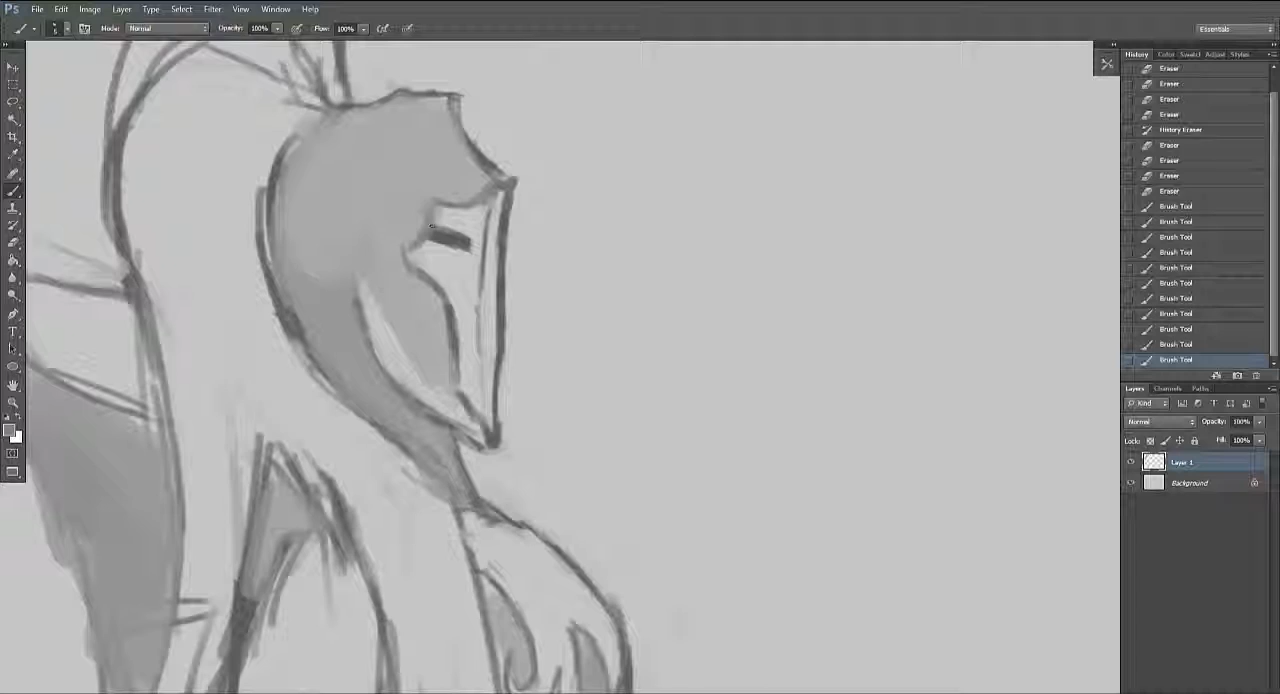 Ps File Edit Image Layer Type Select Filter View Window Help
5 Mode: Normal Opacity: 100% Flow: 100% Essentials
History Color Swatcl Adjust Styles
Eraser
Eraser
Eraser
Eraser
History Eraser
Eraser
Eraser
Eraser
Eraser
Brush Tool
Brush Tool
Brush Tool
Brush Tool
Brush Tool
Brush Tool
Brush Tool
Brush Tool
Brush Tool
Brush Tool
Brush Tool
Layers Channels Paths
Kind
Normal Opacity: 100%
Lock: Fill: 100%
Layer 1
Background